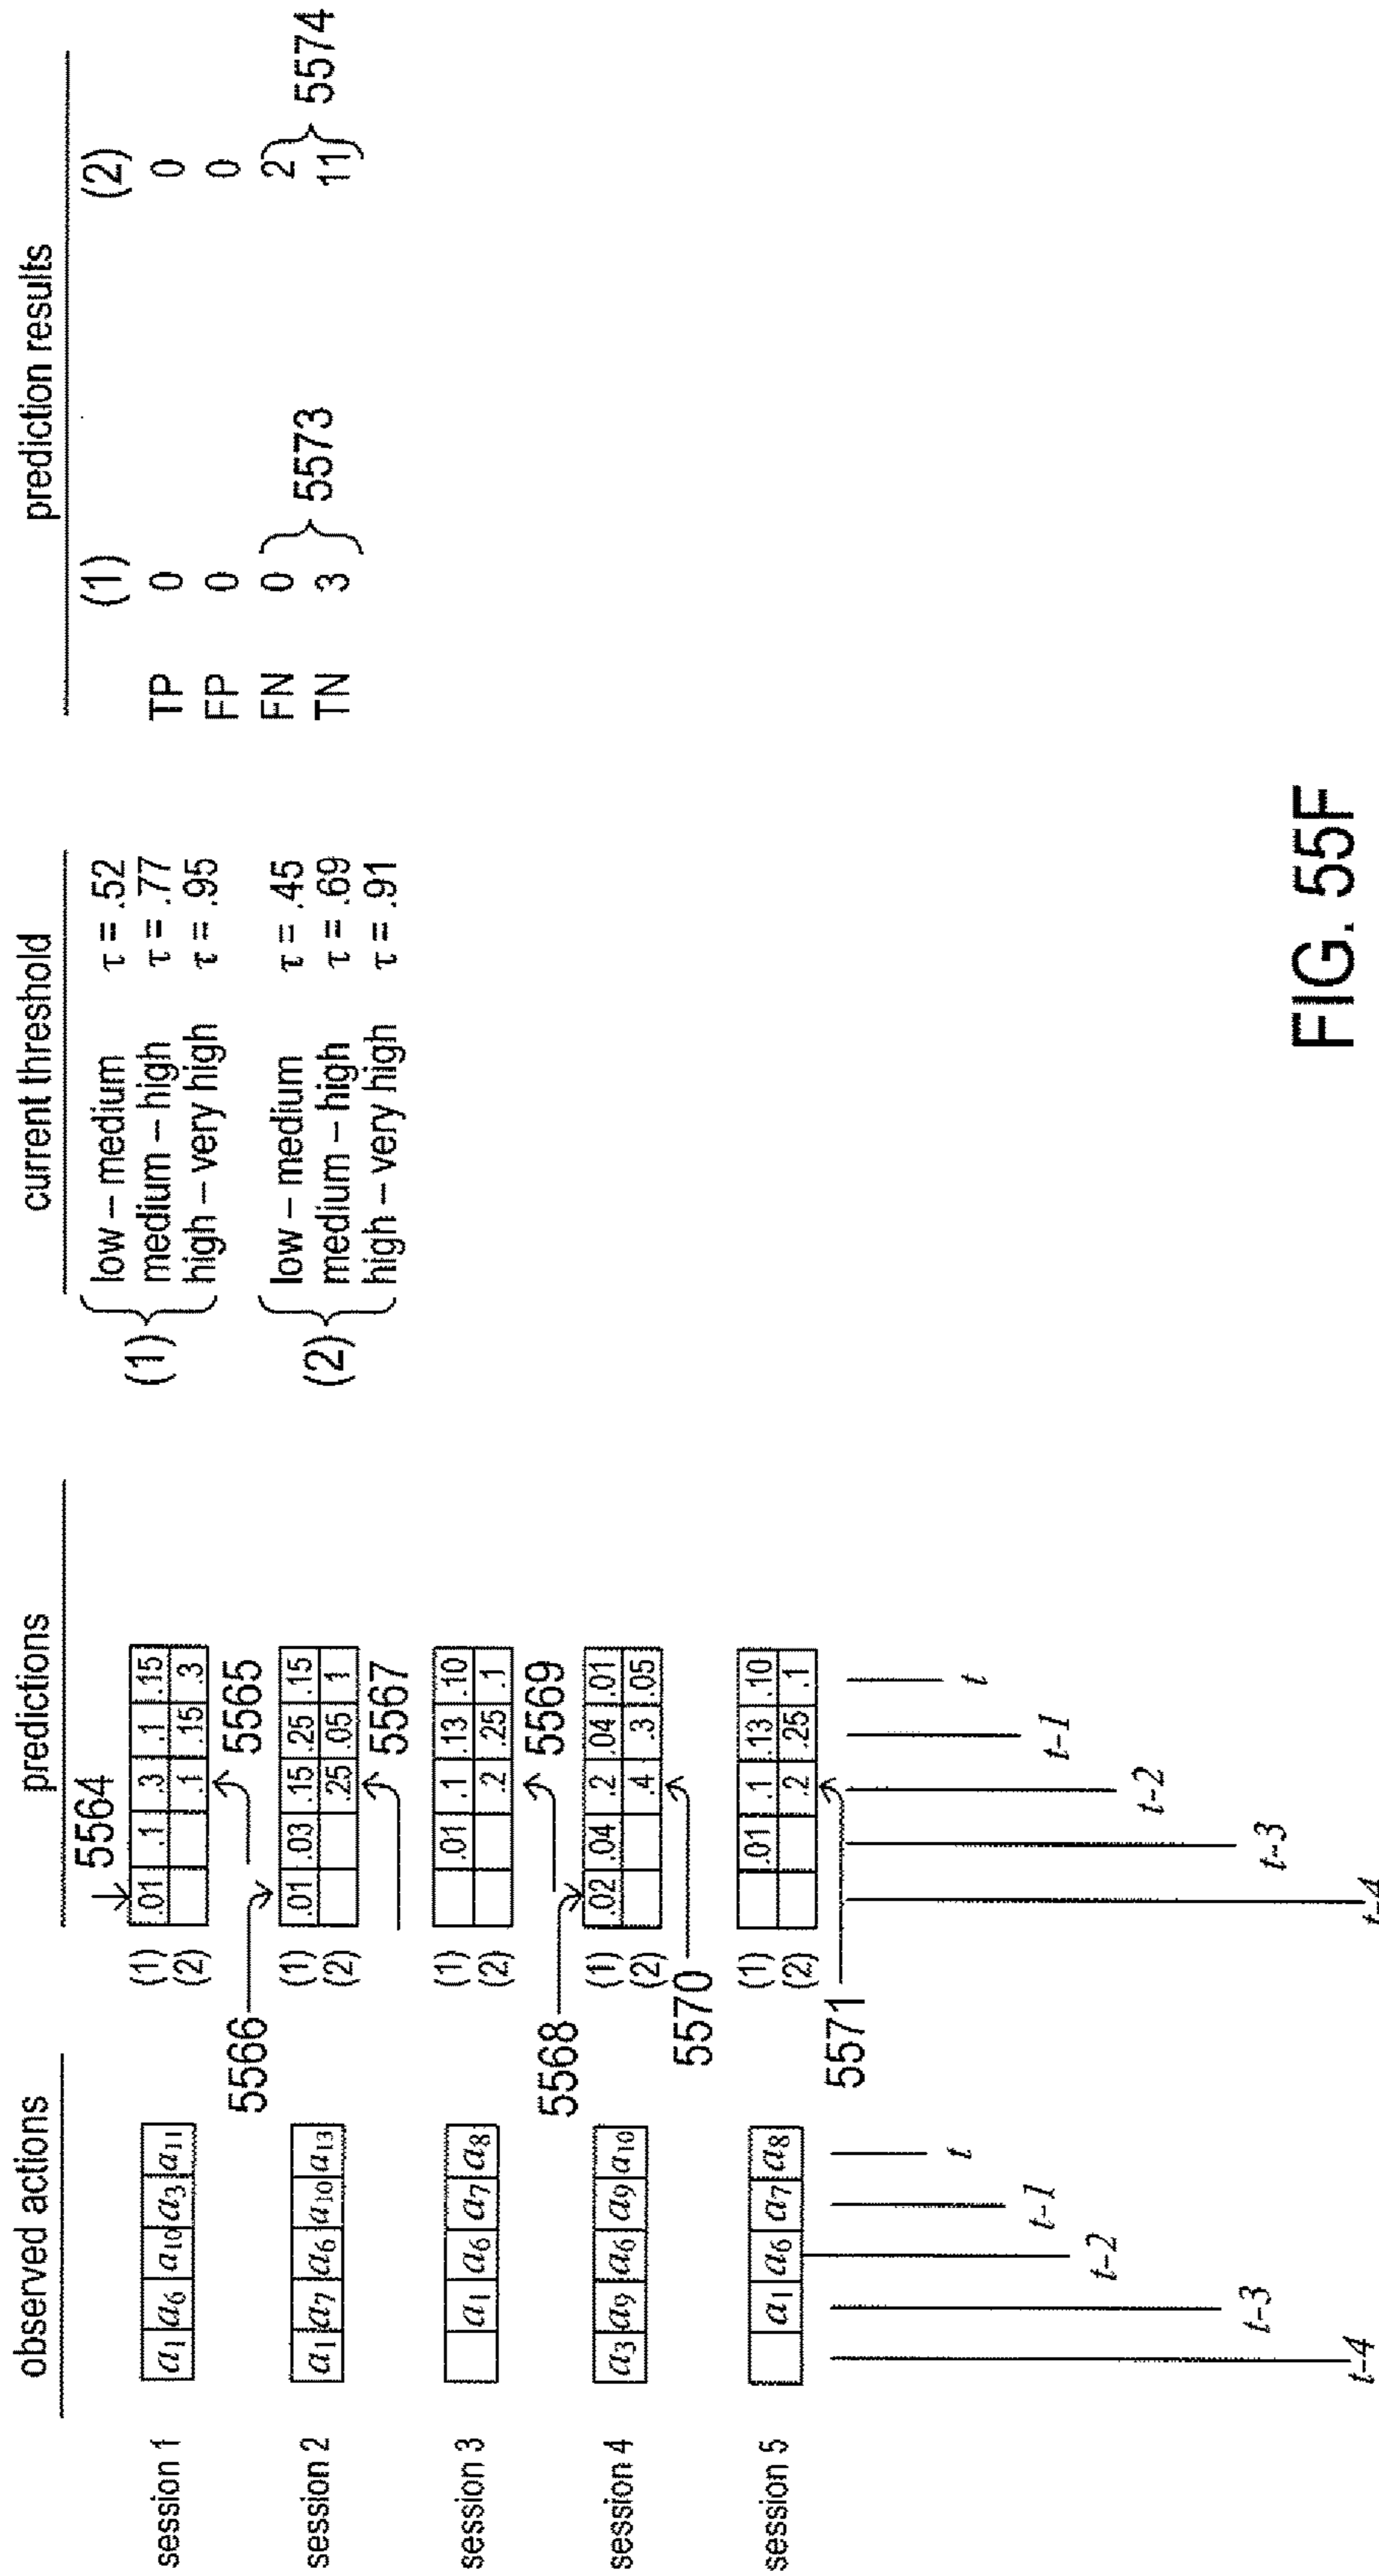 observed actions
predictions
current threshold
prediction results
session 1
a1 a6 a10 a3 a11
5564
(1) .01 .1 .3 .1 .15
(2) .1 .15 .3
5565
5566
session 2
a1 a7 a6 a10 a13
(1) .01 .03 .15 .25 .15
(2) .25 .05 1
5567
session 3
a1 a6 a7 a8
(1) .01 .1 .13 .10
(2) .2 .25 .1
5569
5568
session 4
a3 a9 a6 a9 a10
(1) .02 .04 .2 .04 .01
(2) .4 .3 .05
5570
session 5
a1 a6 a7 a8
(1) .01 .1 .13 .10
(2) .2 .25 .1
5571
t
t-1
t-2
t-3
t-4
t
t-1
t-2
t-3
t-4
(1)
low – medium τ = .52
medium – high τ = .77
high – very high τ = .95
(2)
low – medium τ = .45
medium – high τ = .69
high – very high τ = .91
(1) (2)
TP 0 0
FP 0 0
FN 0 2
TN 3 11
5573
5574
FIG. 55F